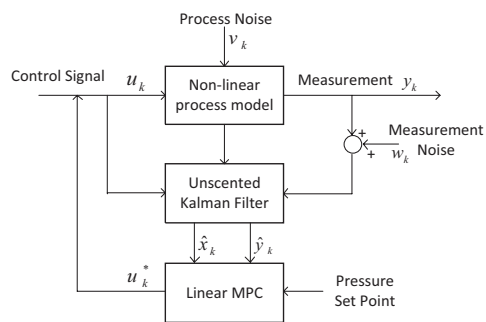 Process Noise
v_k
Control Signal
u_k
Non-linear
process model
Measurement
y_k
+
+
Measurement
Noise
w_k
Unscented
Kalman Filter
x̂_k
ŷ_k
u_k^*
Linear MPC
Pressure
Set Point